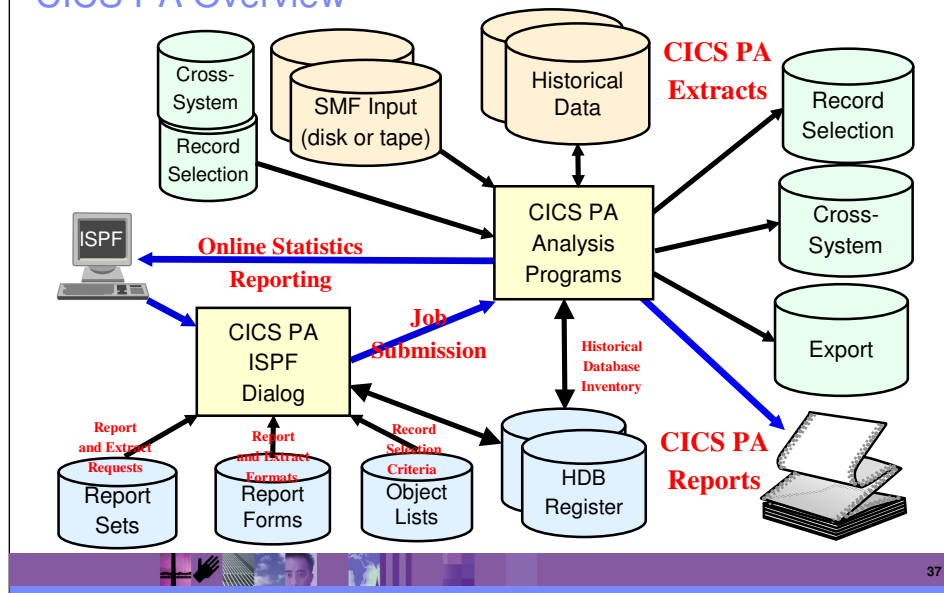 CICS PA Overview
Cross-
System
Record
Selection
SMF Input
(disk or tape)
Historical
Data
CICS PA
Extracts
Record
Selection
Cross-
System
Export
ISPF
Online Statistics
Reporting
CICS PA
Analysis
Programs
CICS PA
ISPF
Dialog
Job
Submission
Historical
Database
Inventory
Report
and Extract
Requests
Report
and Extract
Formats
Record
Selection
Criteria
Report
Sets
Report
Forms
Object
Lists
HDB
Register
CICS PA
Reports
37